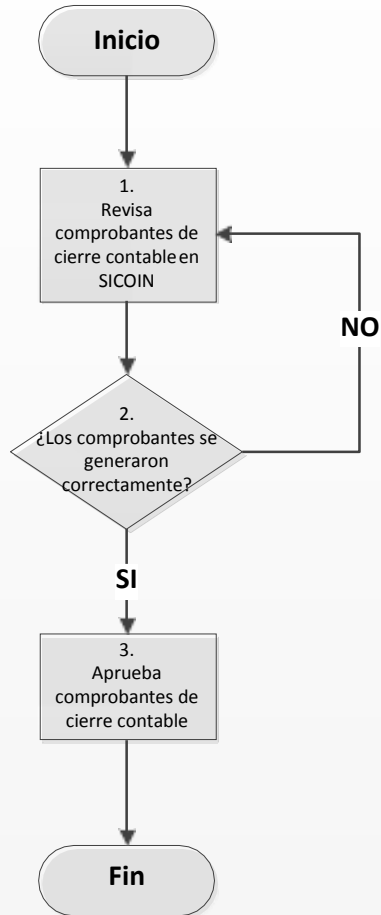 Inicio
1.
Revisa
comprobantes de
cierre contable en
SICOIN
NO
2.
¿Los comprobantes se
generaron
correctamente?
SI
3.
Aprueba
comprobantes de
cierre contable
Fin